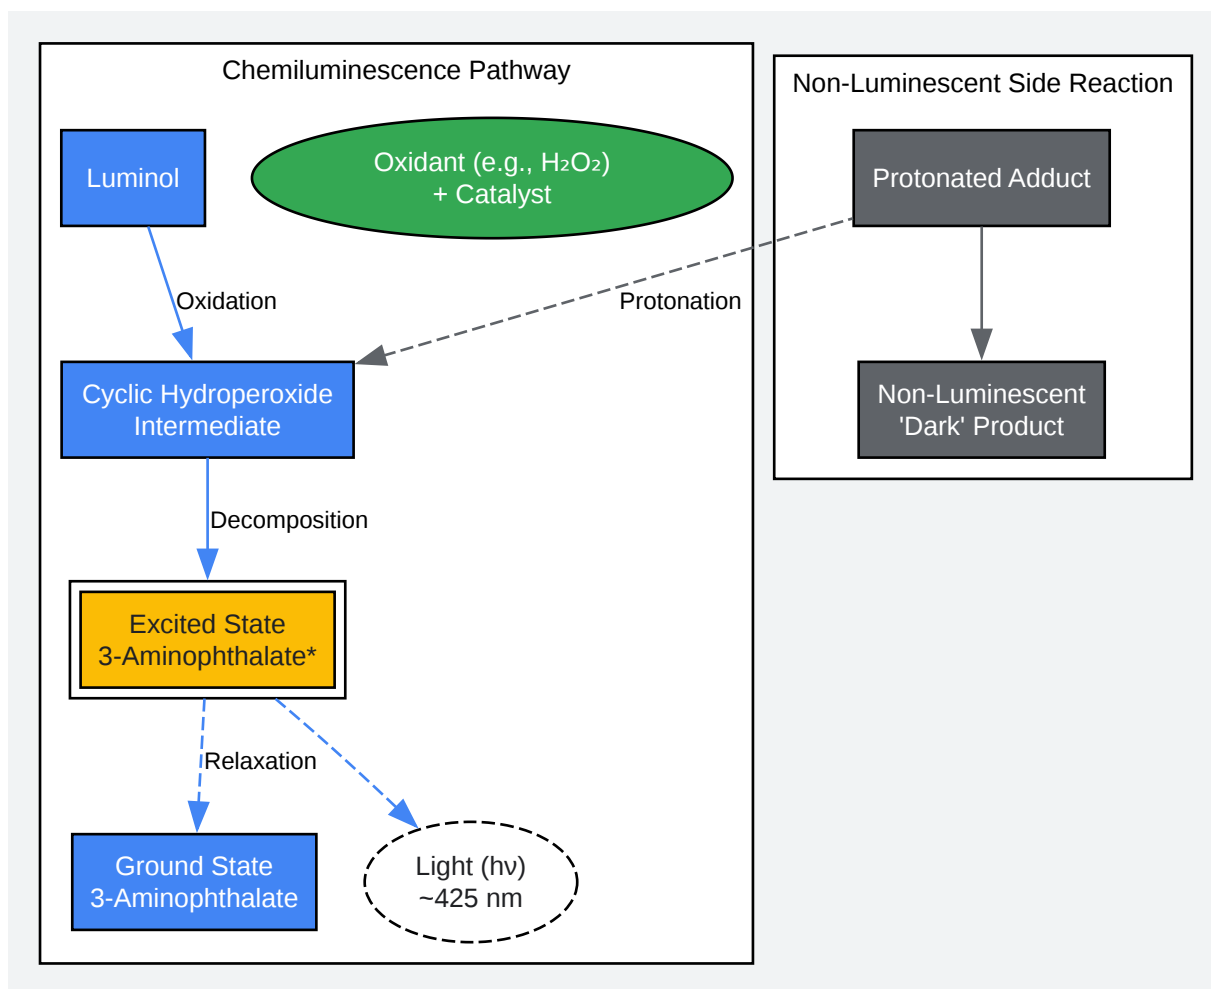 Chemiluminescence Pathway
Luminol
Oxidant (e.g., H₂O₂)
+ Catalyst
Oxidation
Cyclic Hydroperoxide
Intermediate
Decomposition
Excited State
3-Aminophthalate*
Relaxation
Ground State
3-Aminophthalate
Light (hν)
~425 nm
Non-Luminescent Side Reaction
Protonated Adduct
Protonation
Non-Luminescent
'Dark' Product